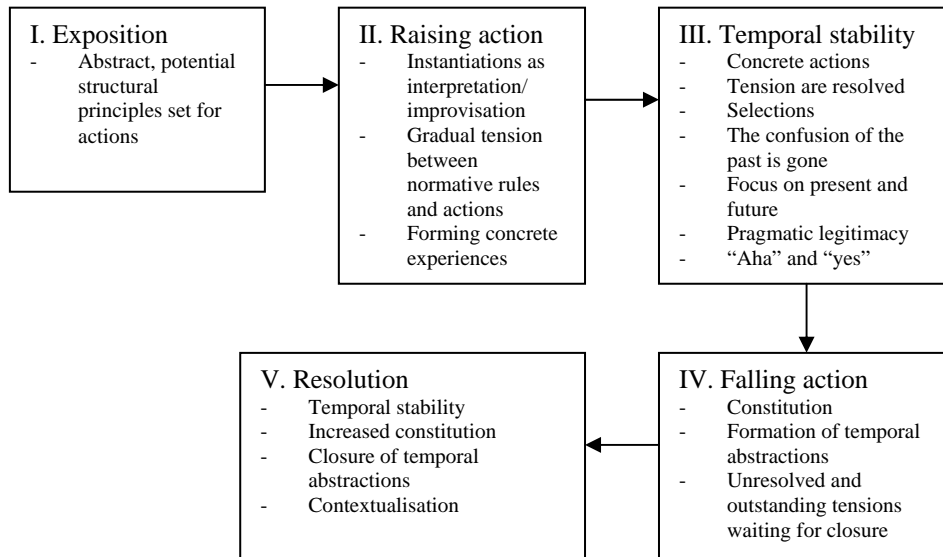 I. Exposition
- Abstract, potential
structural
principles set for
actions
II. Raising action
- Instantiations as
interpretation/
improvisation
- Gradual tension
between
normative rules
and actions
- Forming concrete
experiences
III. Temporal stability
- Concrete actions
- Tension are resolved
- Selections
- The confusion of the
past is gone
- Focus on present and
future
- Pragmatic legitimacy
- “Aha” and “yes”
IV. Falling action
- Constitution
- Formation of temporal
abstractions
- Unresolved and
outstanding tensions
waiting for closure
V. Resolution
- Temporal stability
- Increased constitution
- Closure of temporal
abstractions
- Contextualisation